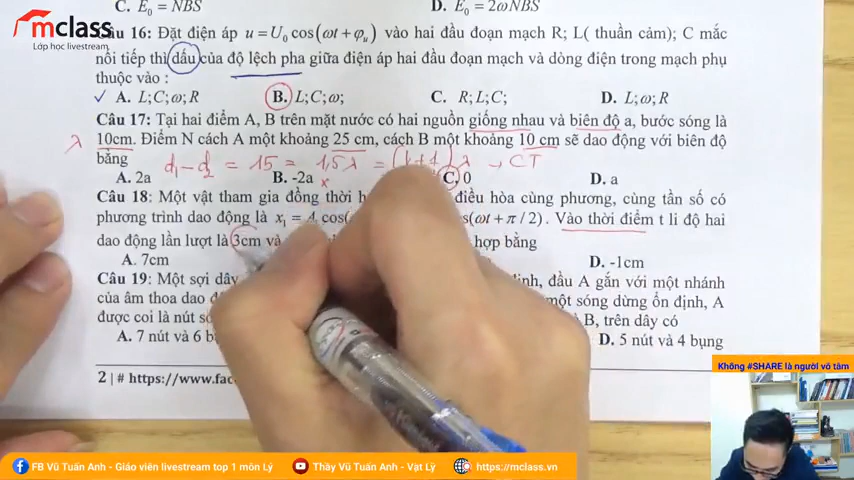 mclass
Lớp học livestream
C. E₀ = NBS D. E₀ = 2ωNBS
Câu 16: Đặt điện áp u = U₀ cos(ωt + φᵤ) vào hai đầu đoạn mạch R; L( thuần cảm); C mắc
nối tiếp thì dấu của độ lệch pha giữa điện áp hai đầu đoạn mạch và dòng điện trong mạch phụ
thuộc vào :
✓ A. L;C;ω;R B. L;C;ω; C. R;L;C; D. L;ω;R
Câu 17: Tại hai điểm A, B trên mặt nước có hai nguồn giống nhau và biên độ a, bước sóng là
λ 10cm. Điểm N cách A một khoảng 25 cm, cách B một khoảng 10 cm sẽ dao động với biên độ
bằng d₁ - d₂ = 15 = 1,5λ = λ → CT
A. 2a B. -2a C. 0 D. a
Câu 18: Một vật tham gia đồng thời điều hòa cùng phương, cùng tần số có
phương trình dao động là x₁ = 4 cos( s(ωt + π / 2). Vào thời điểm t li độ hai
dao động lần lượt là 3cm và hợp bằng
A. 7cm D. -1cm
Câu 19: Một sợi dây định, đầu A gắn với một nhánh
của âm thoa dao một sóng dừng ổn định, A
được coi là nút B, trên dây có
A. 7 nút và 6 D. 5 nút và 4 bụng
2 | # https://www.fac
Không #SHARE là người vô tâm
FB Vũ Tuấn Anh - Giáo viên livestream top 1 môn Lý Thầy Vũ Tuấn Anh - Vật Lý https://mclass.vn